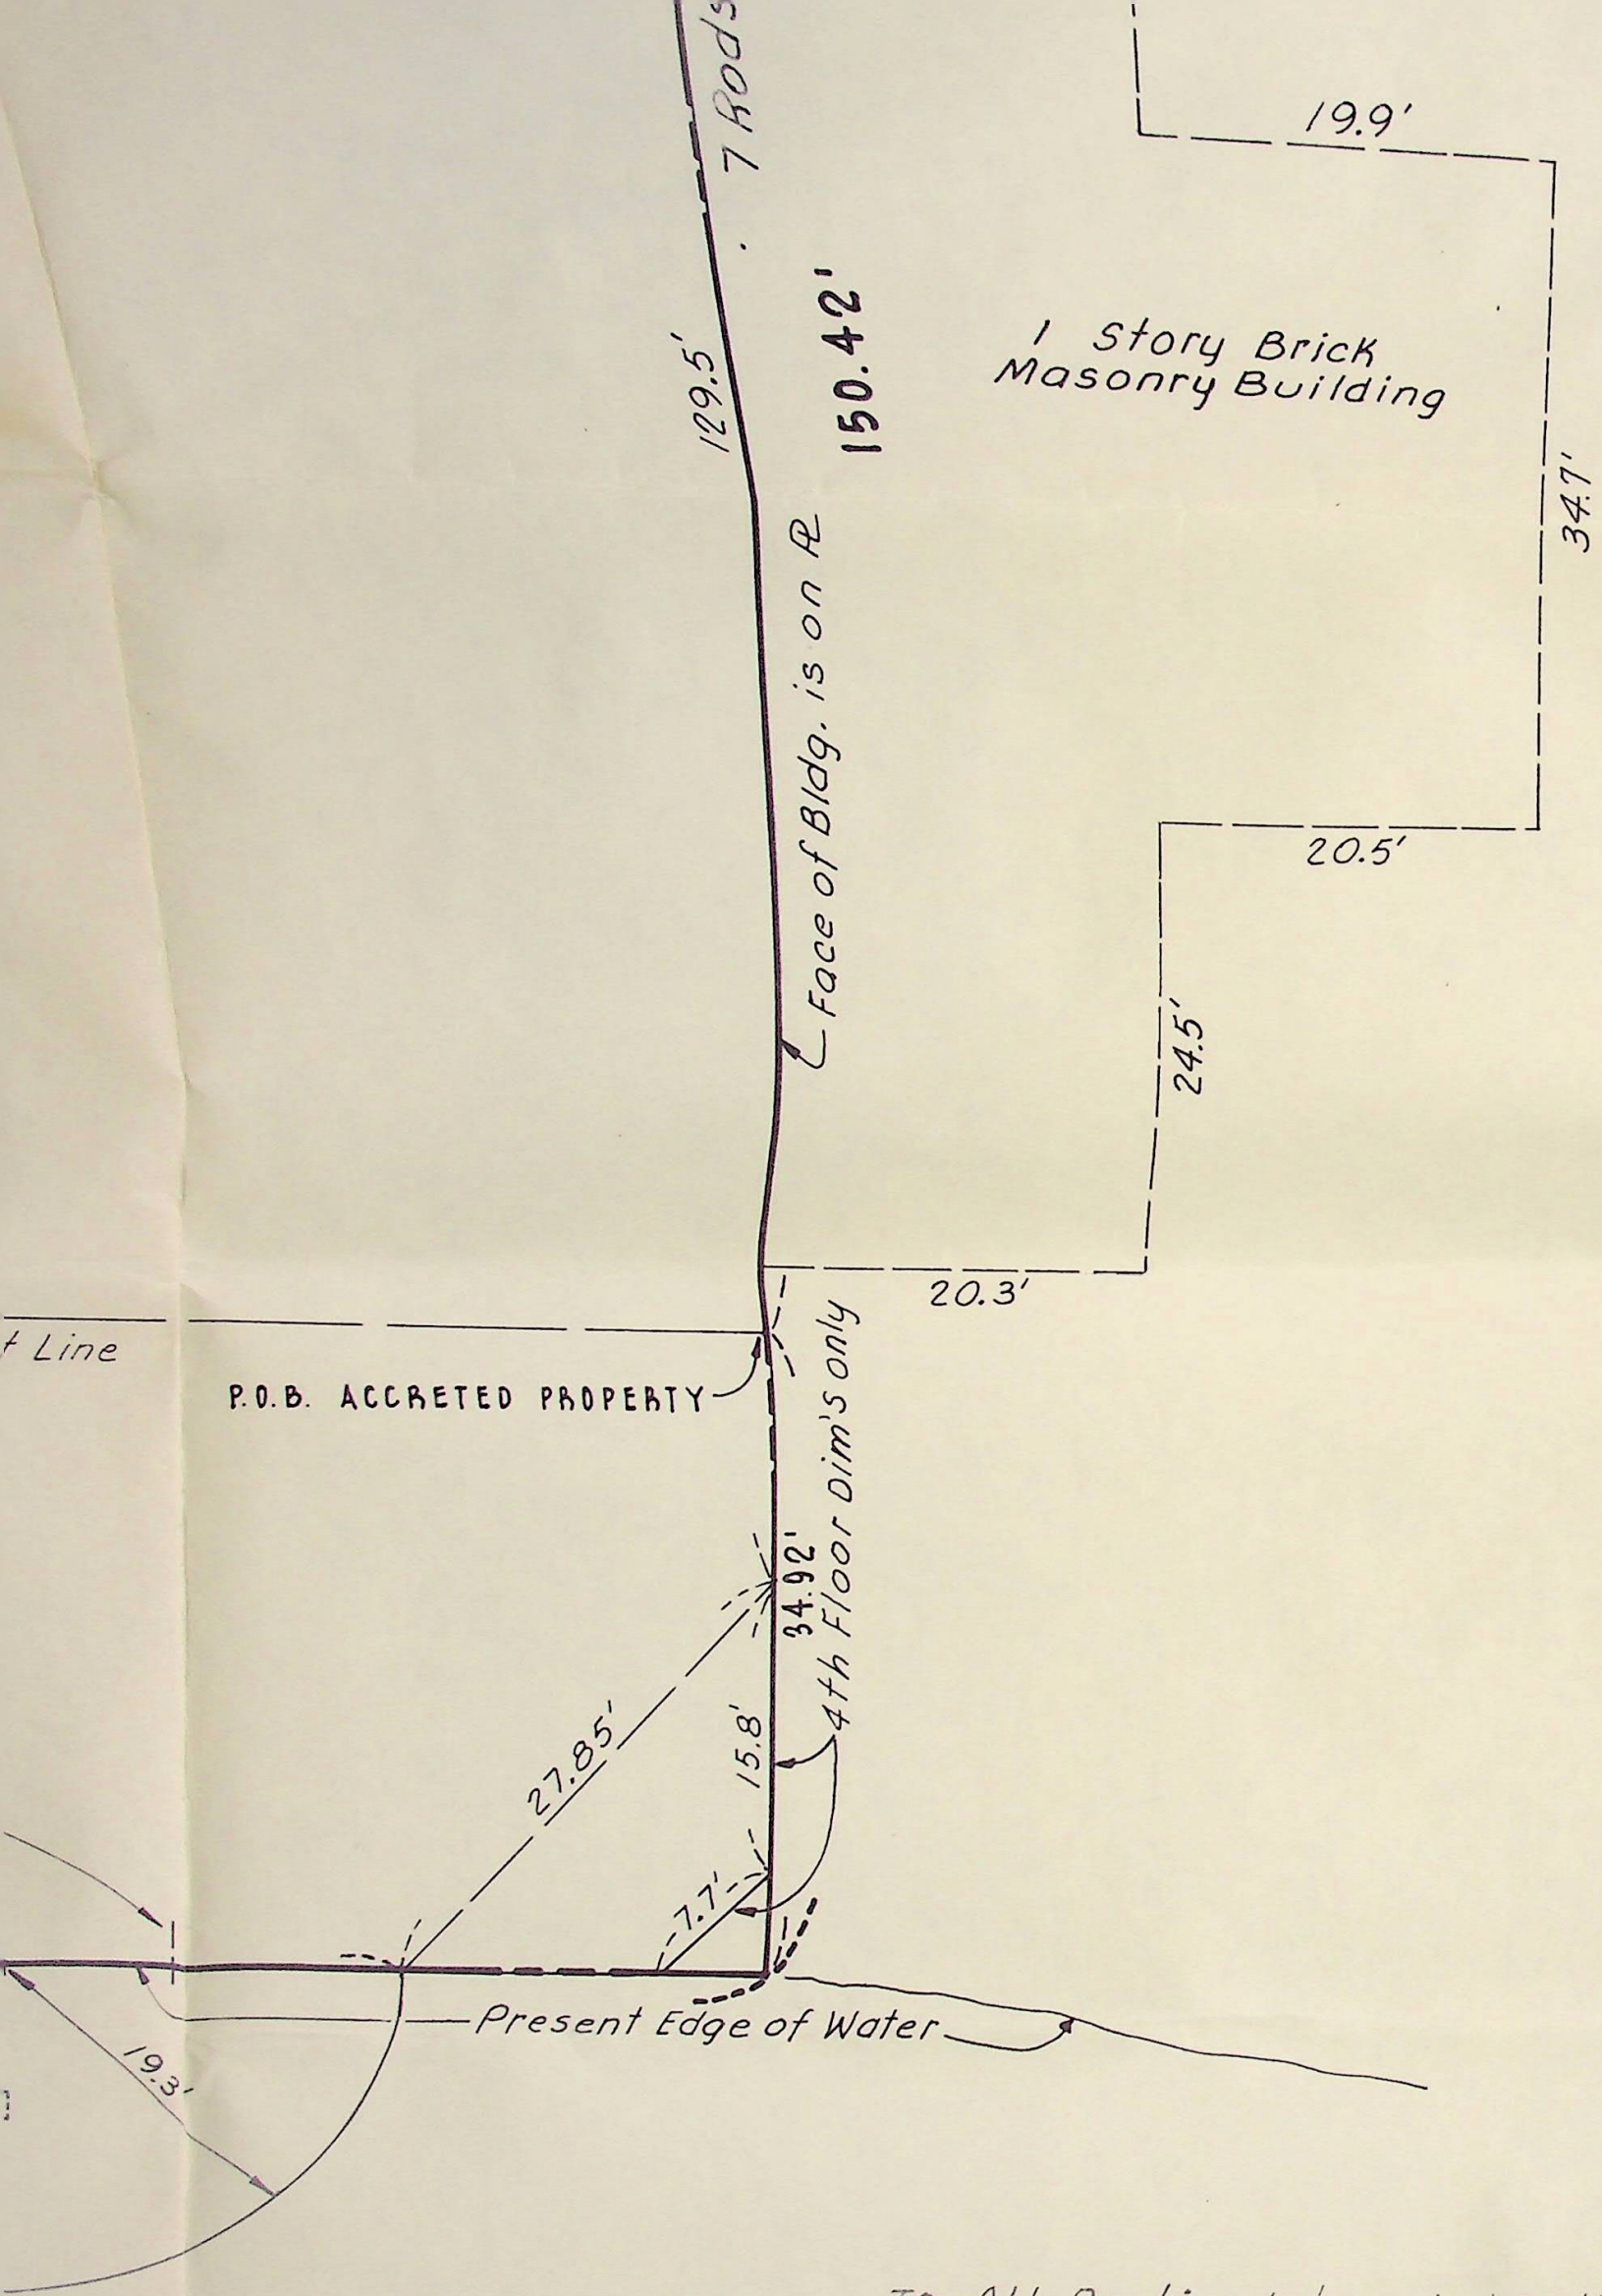 7 Rods
19.9'
129.5'
150.42'
1 Story Brick
Masonry Building
34.7'
Face of Bldg. is on ⅊
20.5'
24.5'
20.3'
Line
P.O.B. ACCRETED PROPERTY
4th Floor Dim's only
34.92'
27.85'
15.8'
7.7'
Present Edge of Water
19.3'